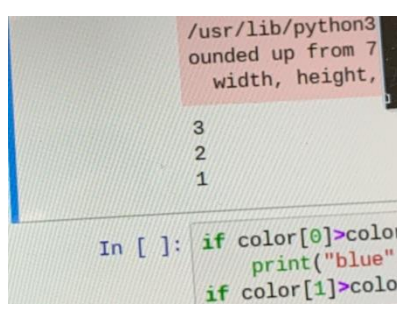 /usr/lib/python3
ounded up from 7
width, height,
3
2
1
In [ ]: if color[0]>color
print("blue"
if color[1]>colo